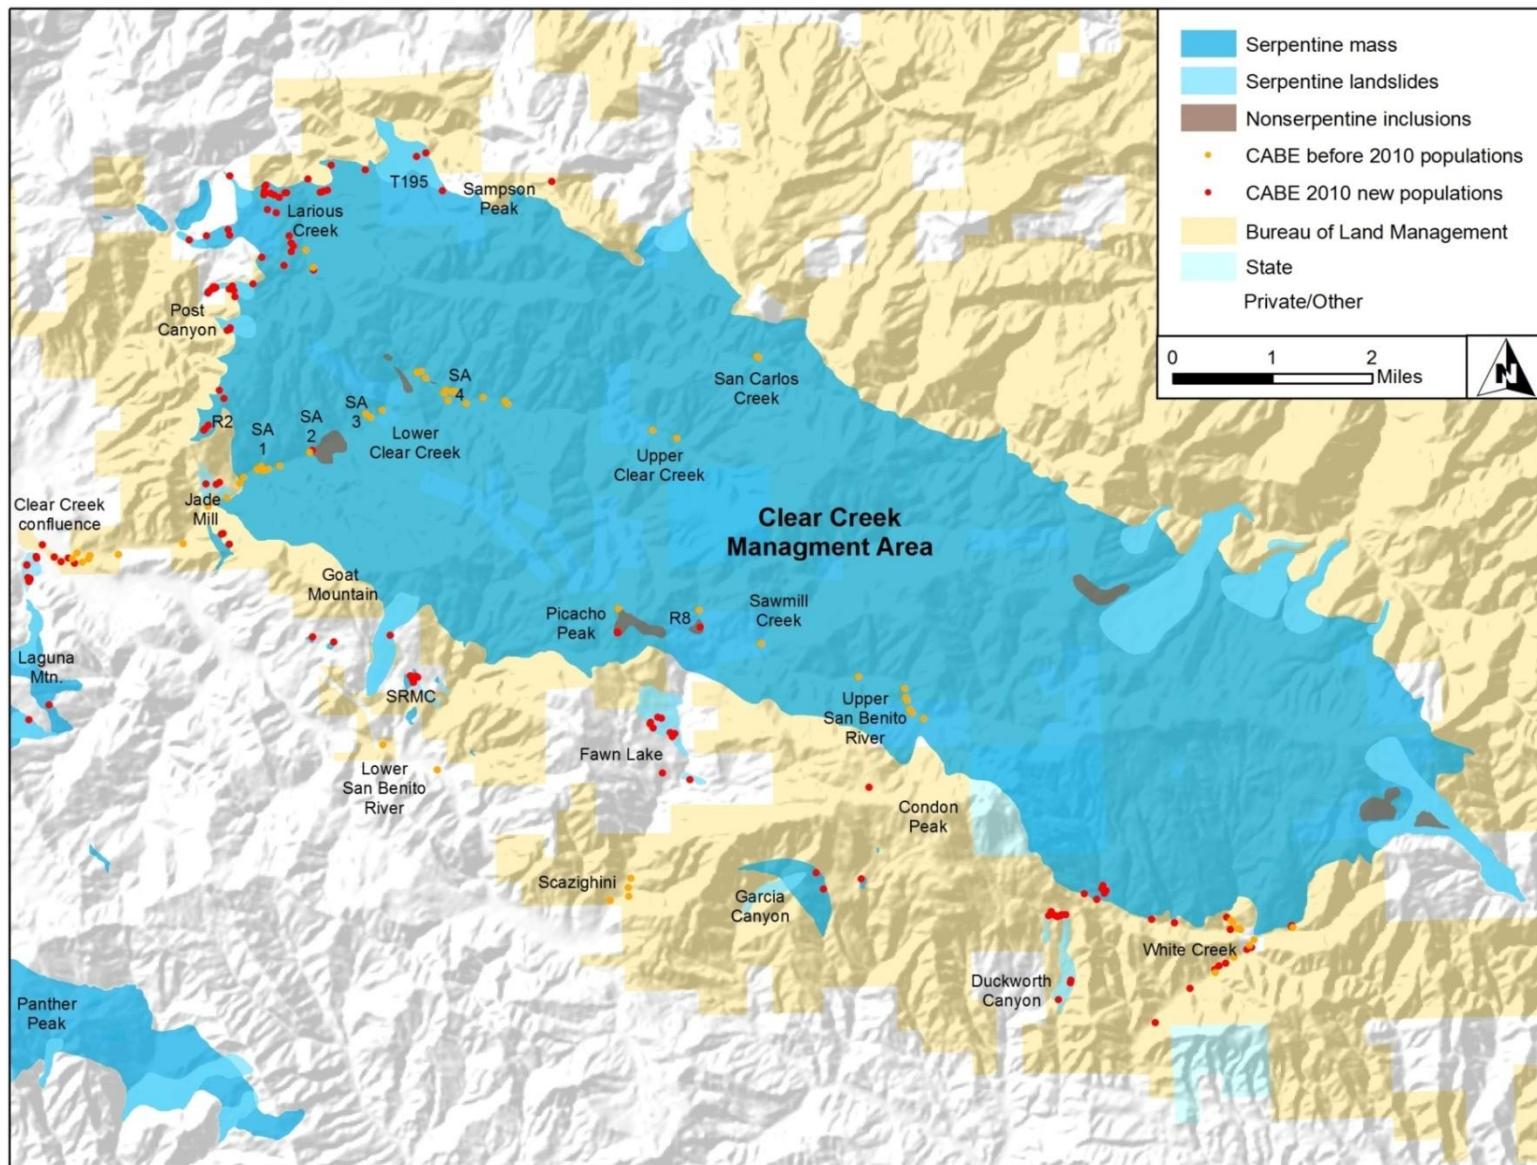 Serpentine mass
Serpentine landslides
Nonserpentine inclusions
CABE before 2010 populations
CABE 2010 new populations
Bureau of Land Management
State
Private/Other
0 1 2
Miles
N
T195
Sampson
Peak
Larious
Creek
Post
Canyon
SA
4
San Carlos
Creek
SA
3
SA
2
R2
SA
1
Lower
Clear Creek
Upper
Clear Creek
Jade
Mill
Clear Creek
confluence
Clear Creek
Managment Area
Goat
Mountain
Picacho
Peak
R8
Sawmill
Creek
Laguna
Mtn.
SRMC
Upper
San Benito
River
Fawn Lake
Lower
San Benito
River
Condon
Peak
Scazighini
Garcia
Canyon
White Creek
Duckworth
Canyon
Panther
Peak